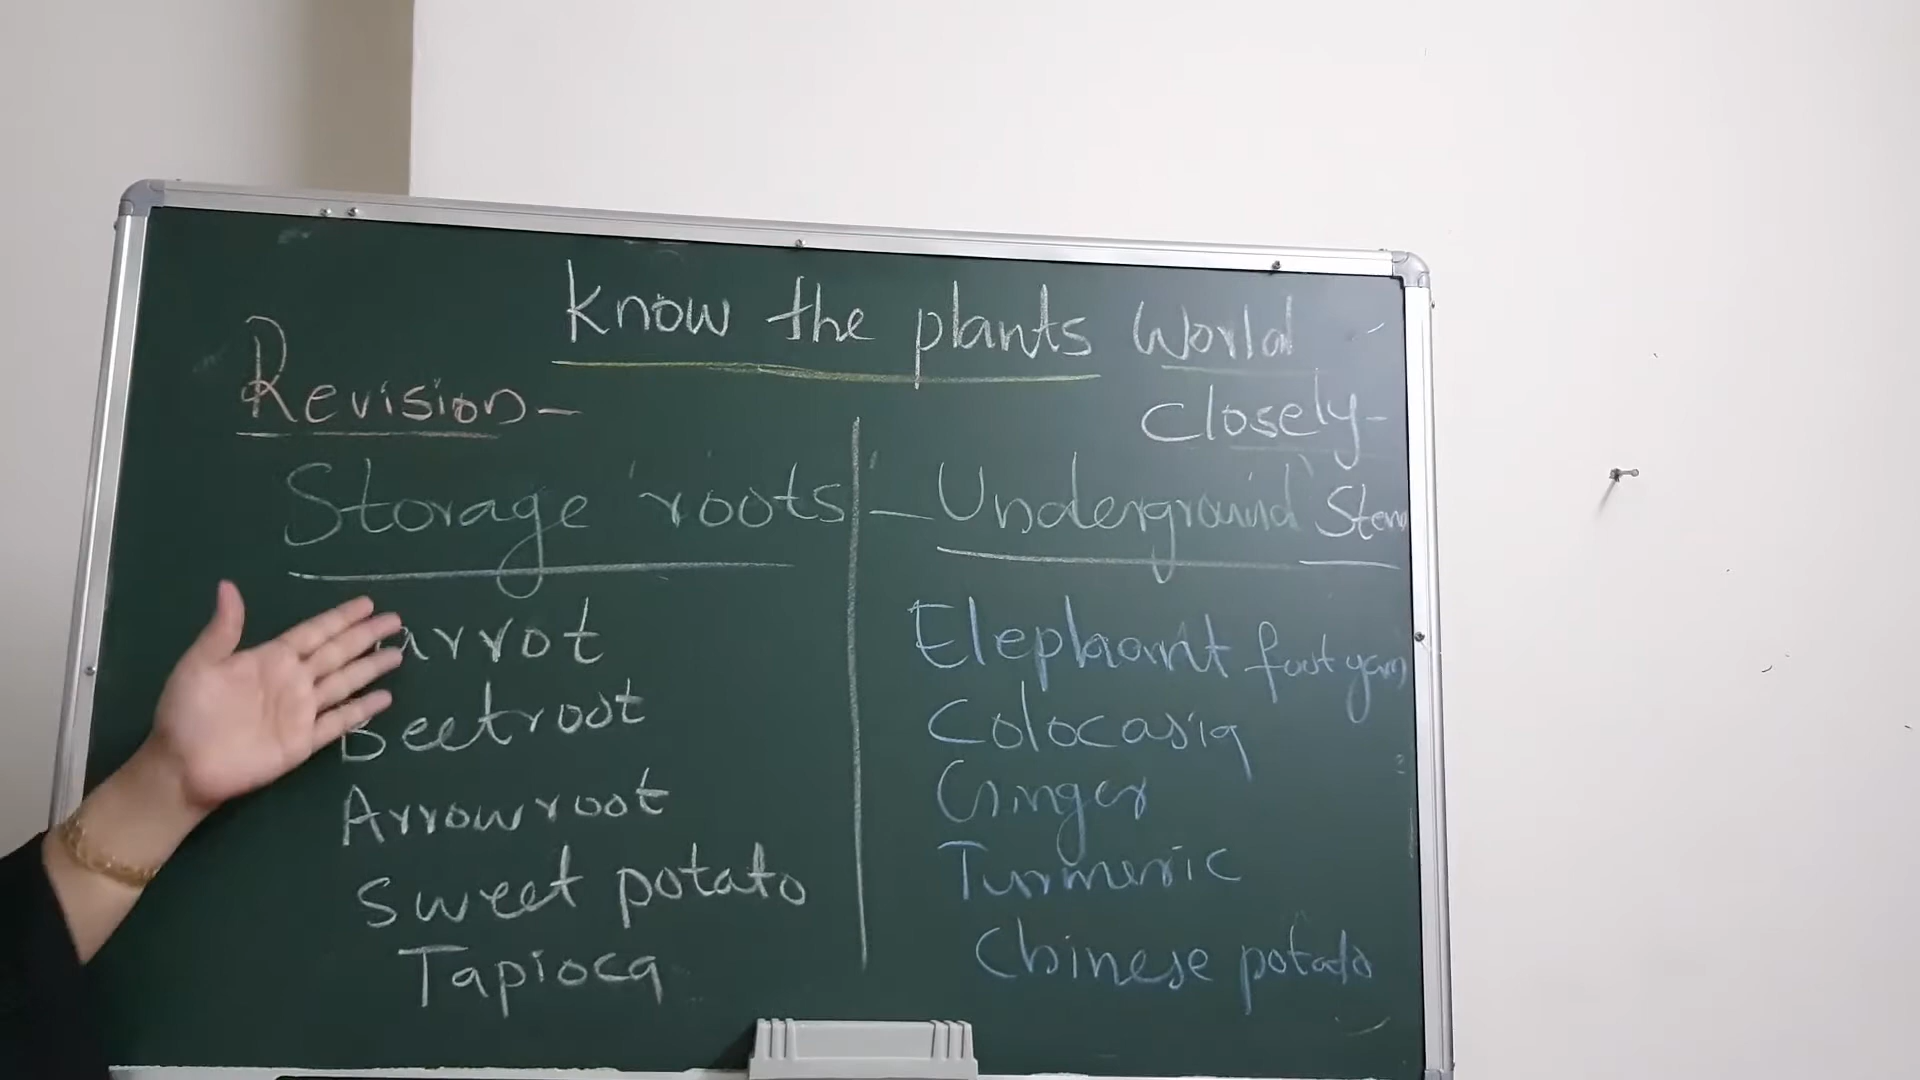 Know the plants World
Closely-
Revision-
Storage 'roots'
arrot
Beetroot
Arrowroot
Sweet potato
Tapioca
- Underground Stem
Elephant foot yam
Colocasia
Ginger
Turmeric
Chinese potato